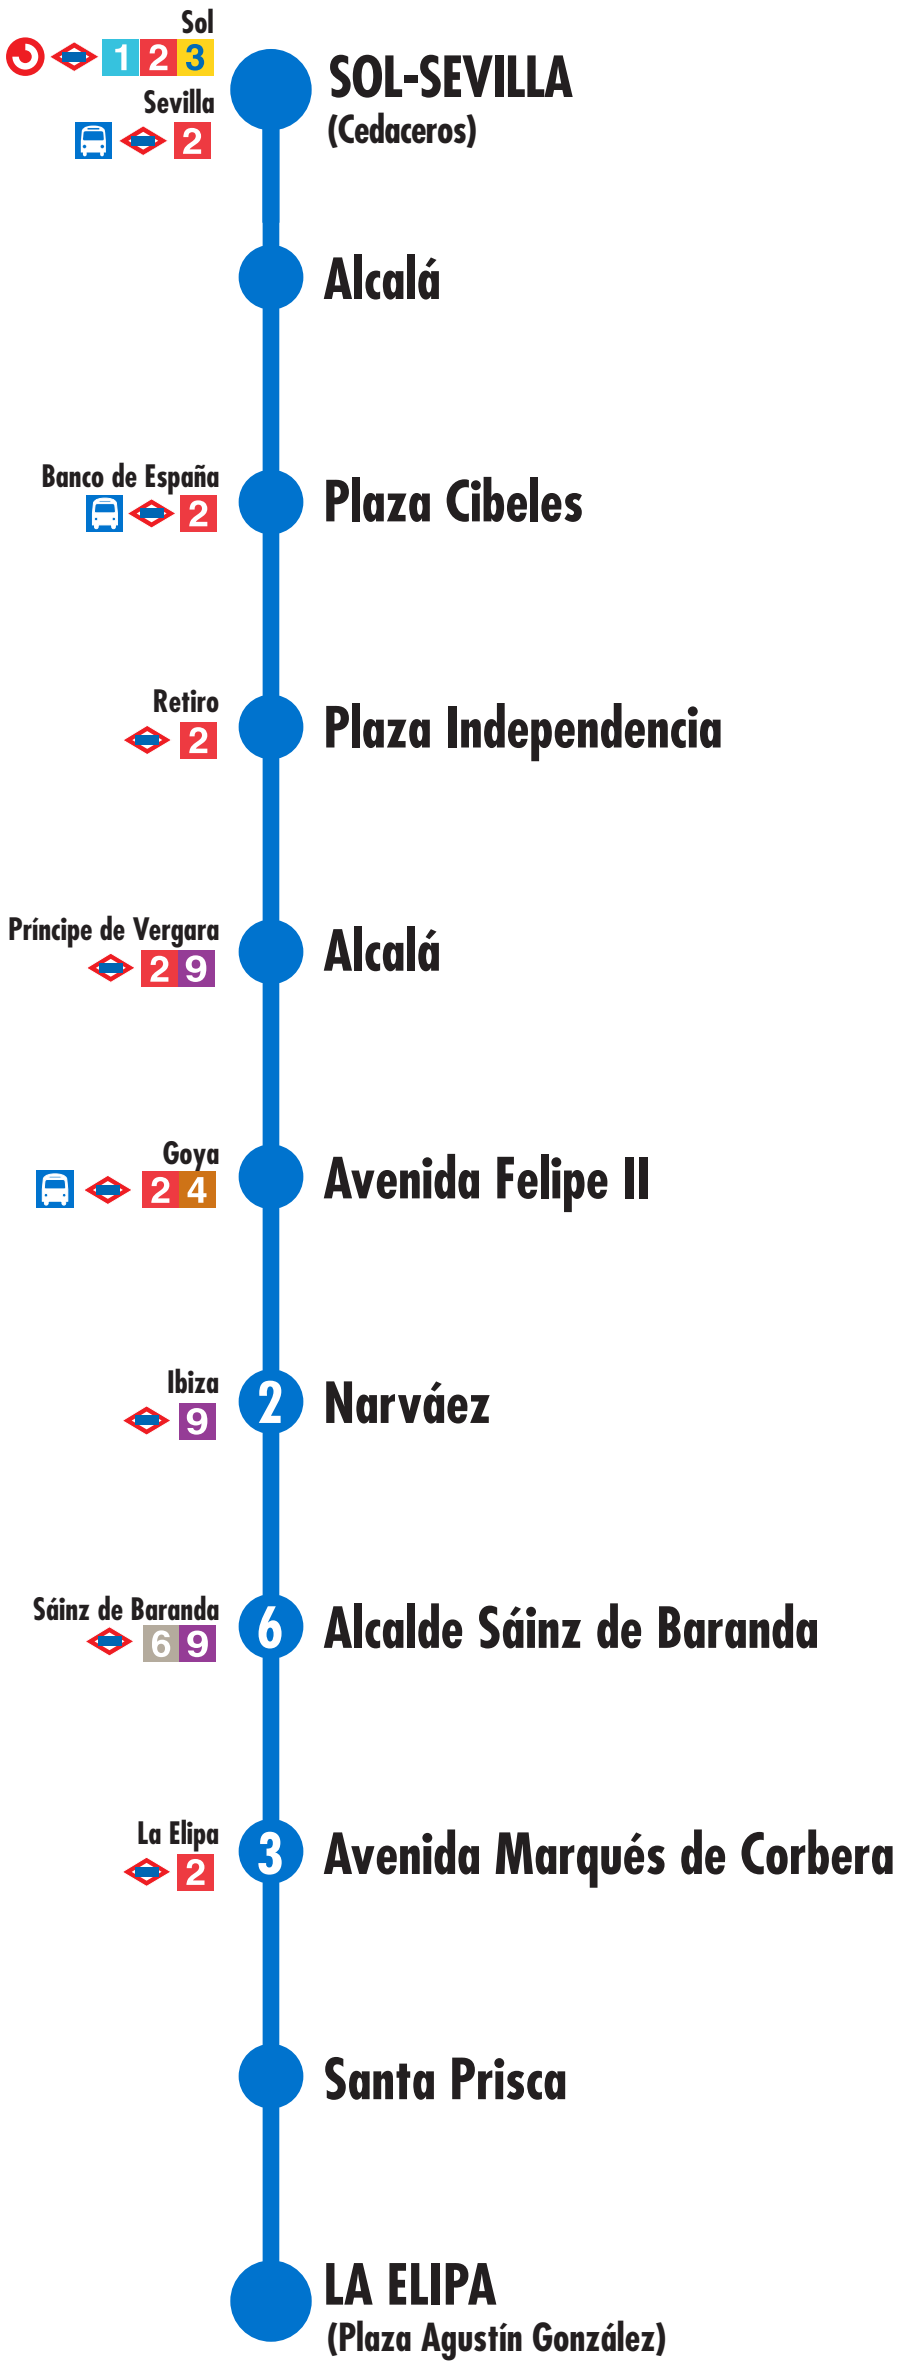 Sol
1 2 3
Sevilla
2
SOL-SEVILLA
(Cedaceros)
Alcalá
Banco de España
2
Plaza Cibeles
Retiro
2
Plaza Independencia
Príncipe de Vergara
2 9
Alcalá
Goya
2 4
Avenida Felipe II
Ibiza
9
2
Narváez
Sáinz de Baranda
6 9
6
Alcalde Sáinz de Baranda
La Elipa
2
3
Avenida Marqués de Corbera
Santa Prisca
LA ELIPA
(Plaza Agustín González)